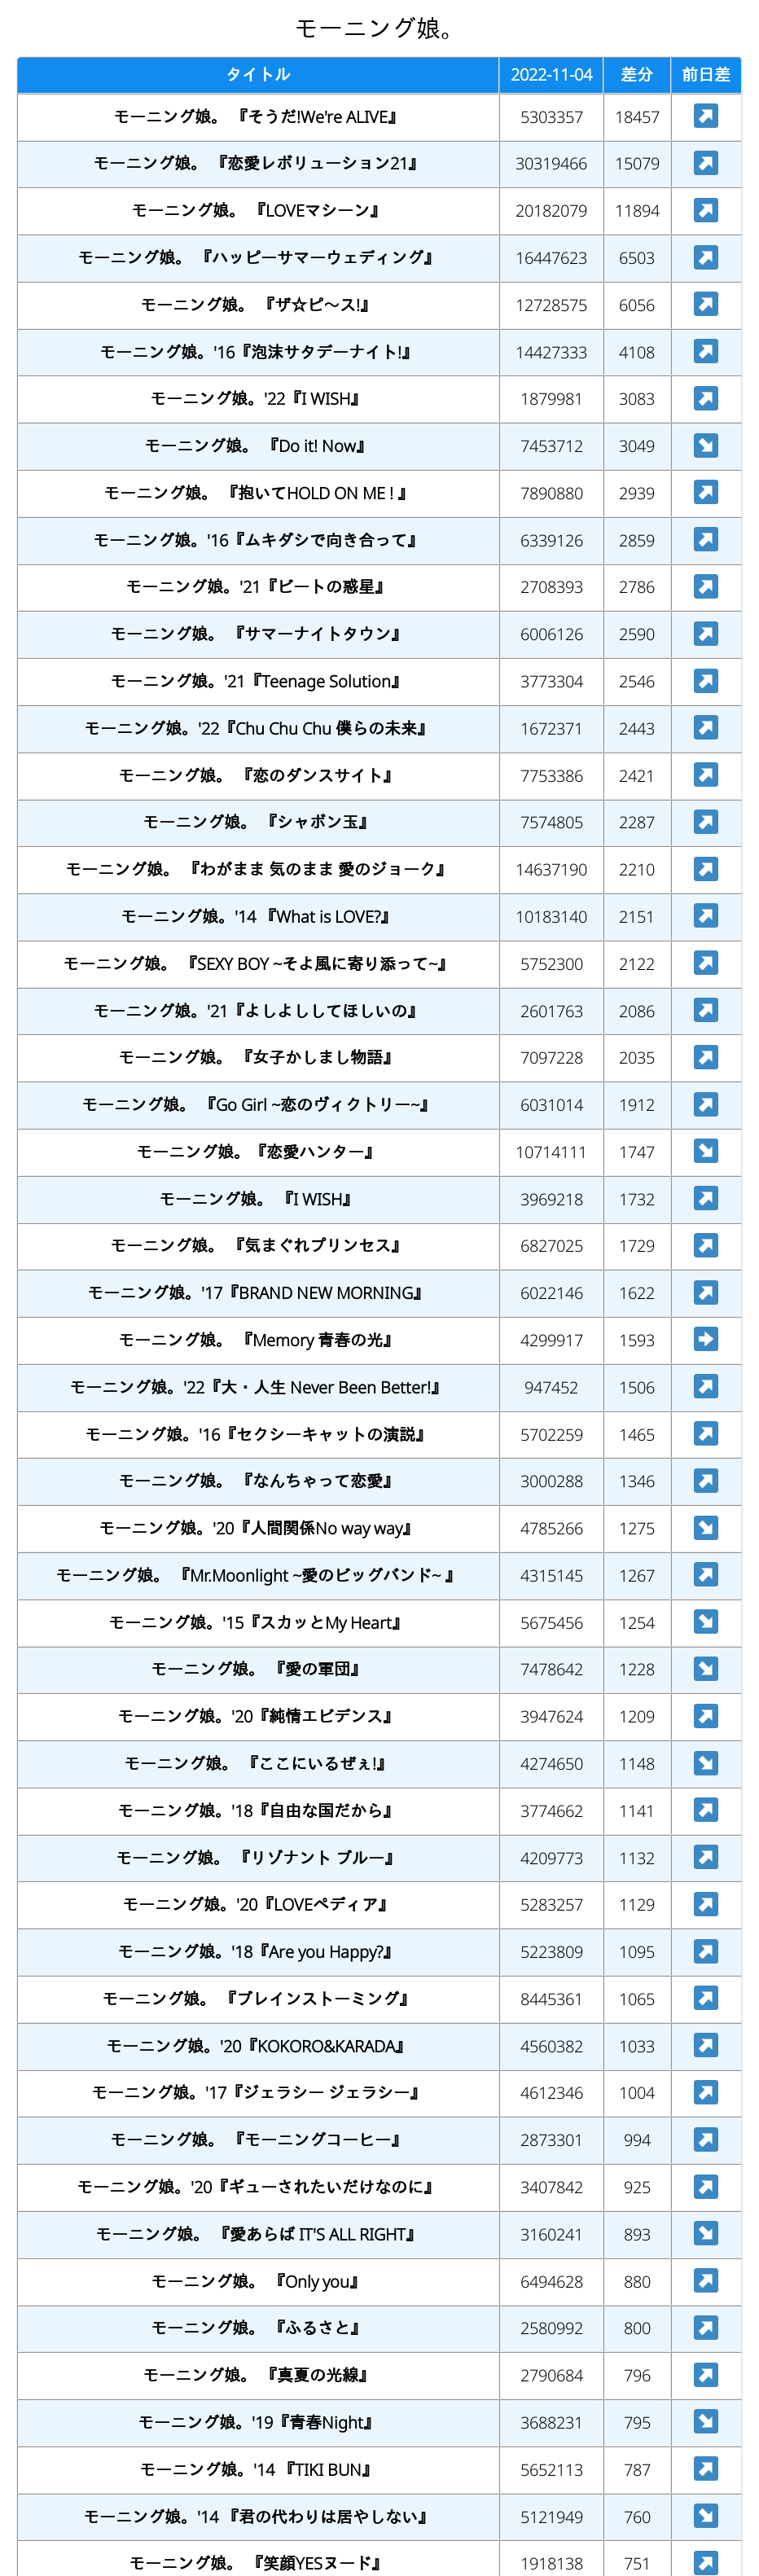 モーニング娘。
タイトル 2022-11-04 差分 前日差
モーニング娘。 『そうだ!We're ALIVE』 5303357 18457
モーニング娘。 『恋愛レボリューション21』 30319466 15079
モーニング娘。 『LOVEマシーン』 20182079 11894
モーニング娘。 『ハッピーサマーウェディング』 16447623 6503
モーニング娘。 『ザ☆ピ〜ス!』 12728575 6056
モーニング娘。'16『泡沫サタデーナイト!』 14427333 4108
モーニング娘。'22『I WISH』 1879981 3083
モーニング娘。 『Do it! Now』 7453712 3049
モーニング娘。 『抱いてHOLD ON ME ! 』 7890880 2939
モーニング娘。'16『ムキダシで向き合って』 6339126 2859
モーニング娘。'21『ビートの惑星』 2708393 2786
モーニング娘。 『サマーナイトタウン』 6006126 2590
モーニング娘。'21『Teenage Solution』 3773304 2546
モーニング娘。'22『Chu Chu Chu 僕らの未来』 1672371 2443
モーニング娘。 『恋のダンスサイト』 7753386 2421
モーニング娘。 『シャボン玉』 7574805 2287
モーニング娘。 『わがまま 気のまま 愛のジョーク』 14637190 2210
モーニング娘。'14 『What is LOVE?』 10183140 2151
モーニング娘。 『SEXY BOY ~そよ風に寄り添って~』 5752300 2122
モーニング娘。'21『よしよししてほしいの』 2601763 2086
モーニング娘。 『女子かしまし物語』 7097228 2035
モーニング娘。 『Go Girl ~恋のヴィクトリー~』 6031014 1912
モーニング娘。『恋愛ハンター』 10714111 1747
モーニング娘。 『I WISH』 3969218 1732
モーニング娘。 『気まぐれプリンセス』 6827025 1729
モーニング娘。'17『BRAND NEW MORNING』 6022146 1622
モーニング娘。 『Memory 青春の光』 4299917 1593
モーニング娘。'22『大・人生 Never Been Better!』 947452 1506
モーニング娘。'16『セクシーキャットの演説』 5702259 1465
モーニング娘。 『なんちゃって恋愛』 3000288 1346
モーニング娘。'20『人間関係No way way』 4785266 1275
モーニング娘。 『Mr.Moonlight ~愛のビッグバンド~ 』 4315145 1267
モーニング娘。'15『スカッとMy Heart』 5675456 1254
モーニング娘。 『愛の軍団』 7478642 1228
モーニング娘。'20『純情エビデンス』 3947624 1209
モーニング娘。 『ここにいるぜぇ!』 4274650 1148
モーニング娘。'18『自由な国だから』 3774662 1141
モーニング娘。 『リゾナント ブルー』 4209773 1132
モーニング娘。'20『LOVEペディア』 5283257 1129
モーニング娘。'18『Are you Happy?』 5223809 1095
モーニング娘。 『ブレインストーミング』 8445361 1065
モーニング娘。'20『KOKORO&KARADA』 4560382 1033
モーニング娘。'17『ジェラシー ジェラシー』 4612346 1004
モーニング娘。 『モーニングコーヒー』 2873301 994
モーニング娘。'20『ギューされたいだけなのに』 3407842 925
モーニング娘。 『愛あらば IT'S ALL RIGHT』 3160241 893
モーニング娘。 『Only you』 6494628 880
モーニング娘。 『ふるさと』 2580992 800
モーニング娘。 『真夏の光線』 2790684 796
モーニング娘。'19『青春Night』 3688231 795
モーニング娘。'14 『TIKI BUN』 5652113 787
モーニング娘。'14 『君の代わりは居やしない』 5121949 760
モーニング娘。 『笑顔YESヌード』 1918138 751